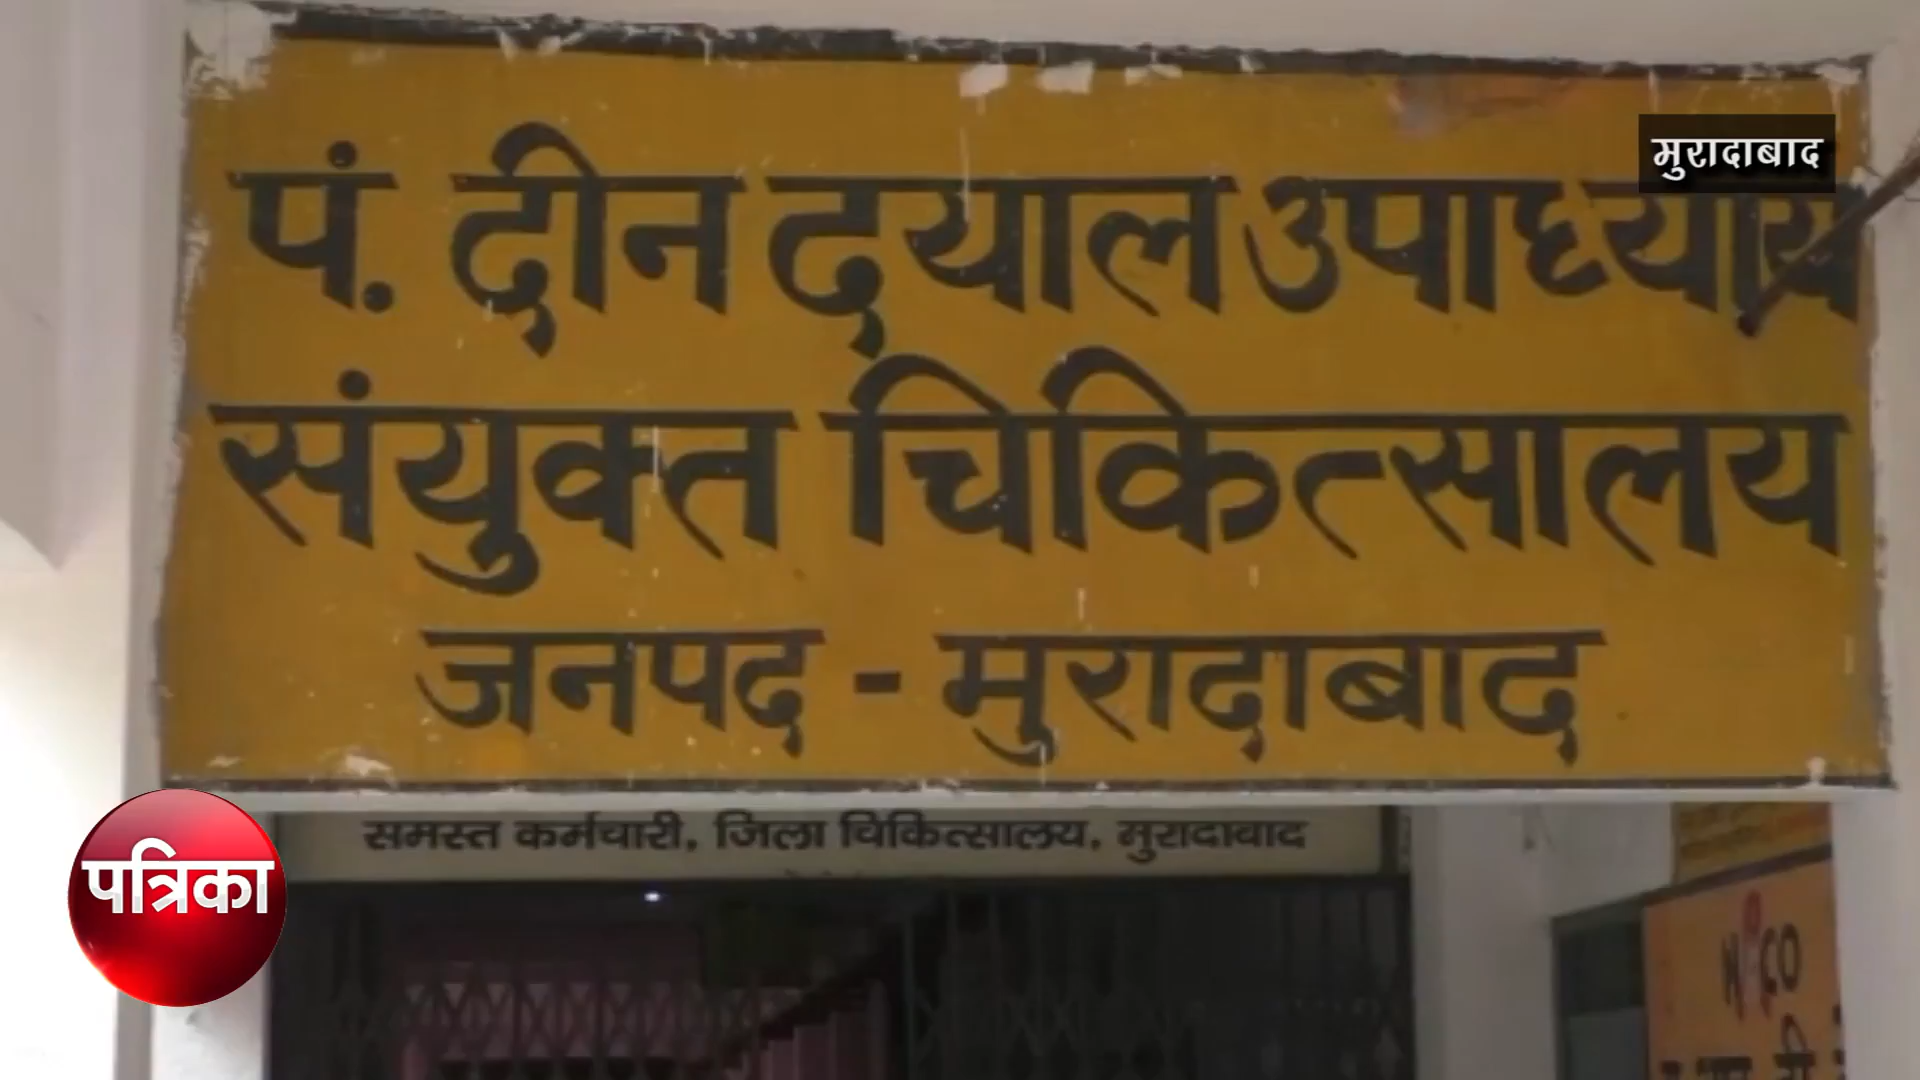 मुरादाबाद
पं. दीन दयाल उपाध्याय
संयुक्त चिकित्सालय
जनपद - मुरादाबाद
समस्त कर्मचारी, जिला चिकित्सालय, मुरादाबाद
पत्रिका